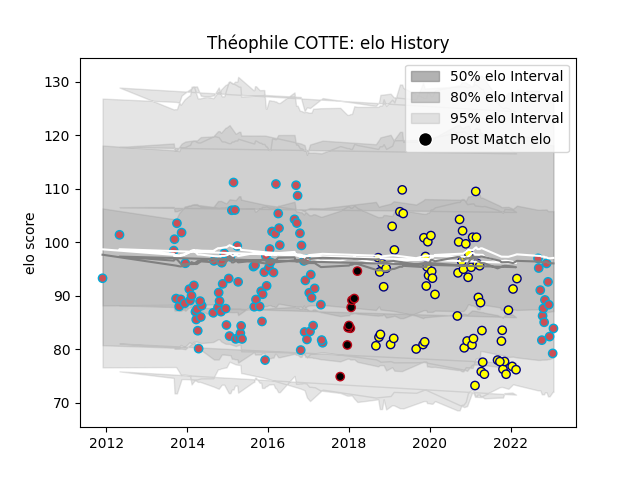 Théophile COTTE: elo History
50% elo Interval
80% elo Interval
95% elo Interval
Post Match elo
elo score
130
120
110
100
90
80
70
2012 2014 2016 2018 2020 2022